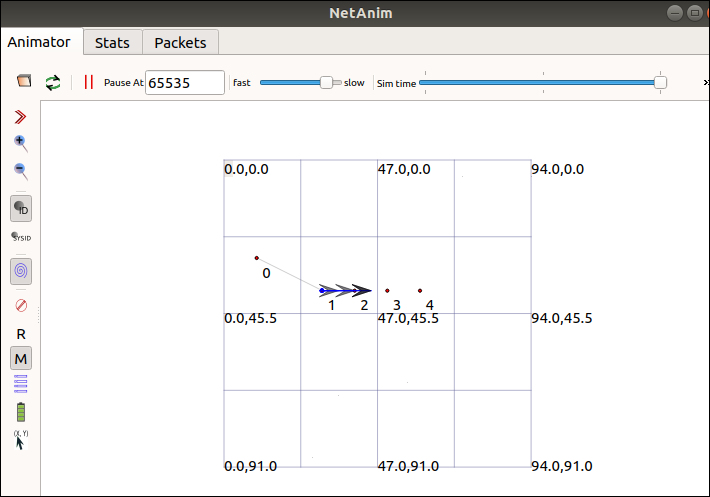 NetAnim
Animator Stats Packets
Pause At 65535 fast slow Sim time
ID
SYSID
R
M
(X, Y)
0.0,0.0 47.0,0.0 94.0,0.0
0
1 2 3 4
0.0,45.5 47.0,45.5 94.0,45.5
0.0,91.0 47.0,91.0 94.0,91.0